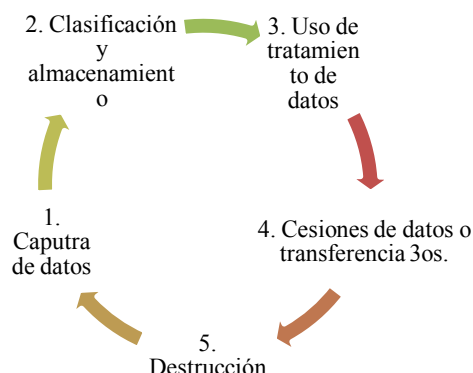 2. Clasificación
y
almacenamient
o
3. Uso de
tratamien
to de
datos
4. Cesiones de datos o
transferencia 3os.
5.
Destrucción
1.
Caputra
de datos